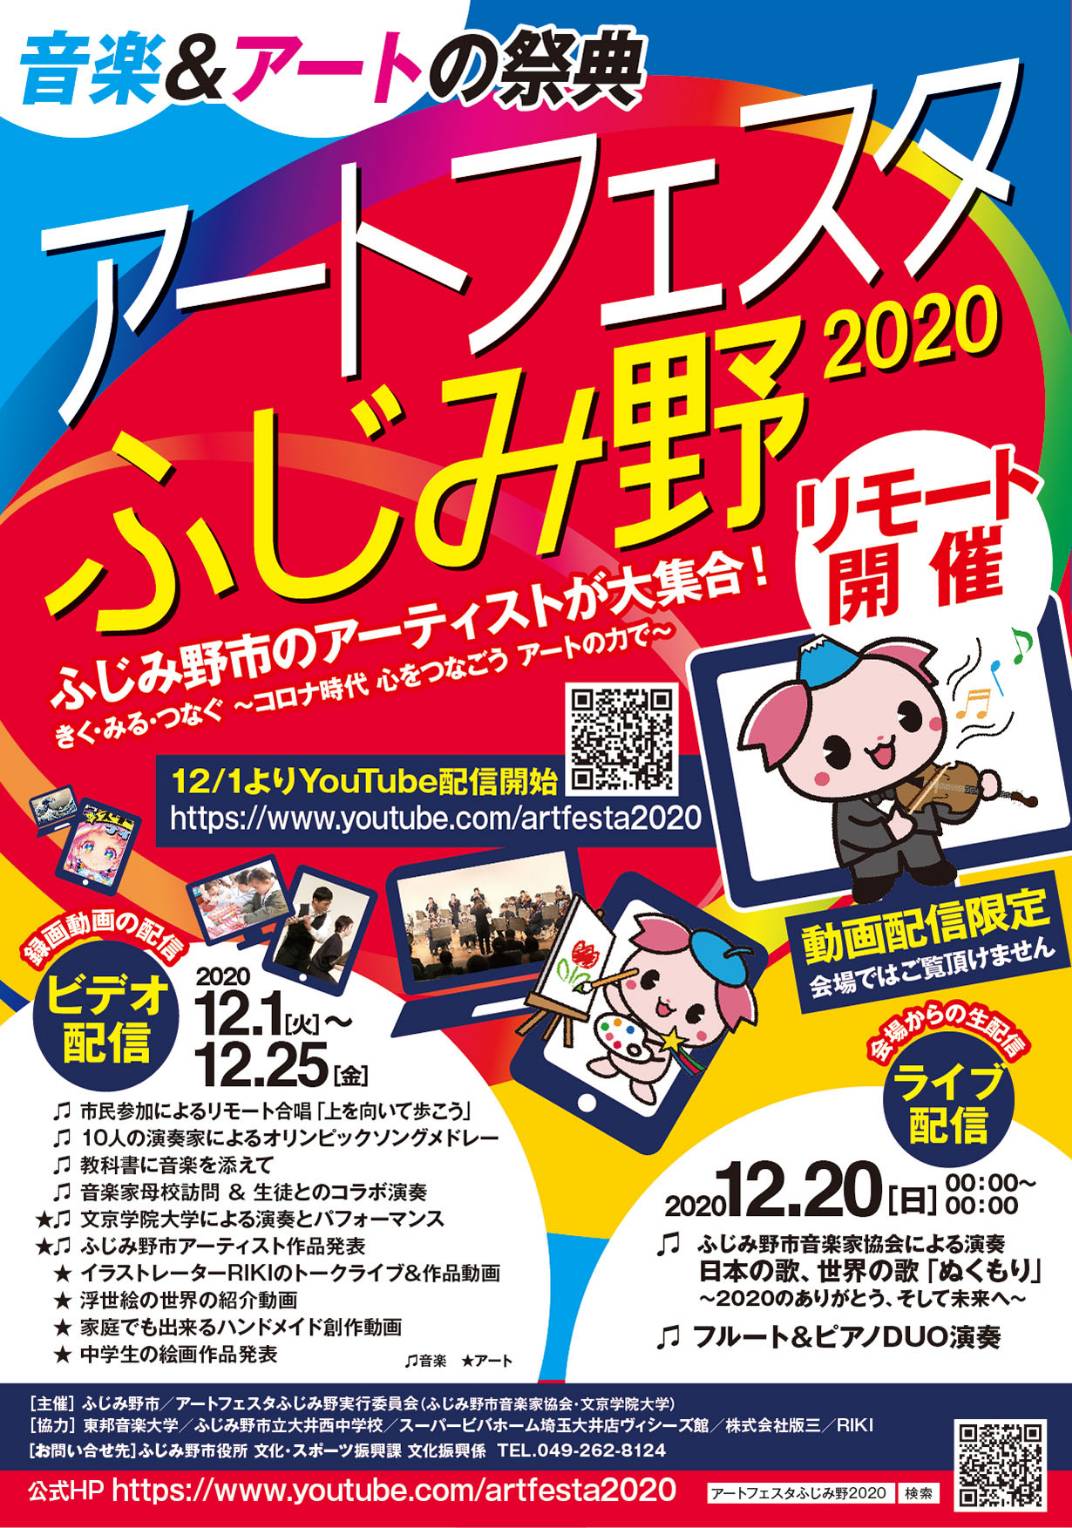 音楽&アートの祭典
アートフェスタ
ふじみ野2020
リモート
開催
ふじみ野市のアーティストが大集合!
きく・みる・つなぐ ～コロナ時代 心をつなごう アートの力で～
12/1よりYouTube配信開始
https://www.youtube.com/artfesta2020
動画配信限定
会場ではご覧頂けません
録画動画の配信
ビデオ
配信
2020
12.1[火]～
12.25[金]
♫ 市民参加によるリモート合唱「上を向いて歩こう」
♫ 10人の演奏家によるオリンピックソングメドレー
♫ 教科書に音楽を添えて
♫ 音楽家母校訪問 & 生徒とのコラボ演奏
★♫ 文京学院大学による演奏とパフォーマンス
★♫ ふじみ野市アーティスト作品発表
★ イラストレーターRIKIのトークライブ&作品動画
★ 浮世絵の世界の紹介動画
★ 家庭でも出来るハンドメイド創作動画
★ 中学生の絵画作品発表
♫音楽 ★アート
会場からの生配信
ライブ
配信
2020 12.20[日] 00:00～
00:00
♫ ふじみ野市音楽家協会による演奏
日本の歌、世界の歌「ぬくもり」
～2020のありがとう、そして未来へ～
♫ フルート&ピアノDUO演奏
[主催] ふじみ野市／アートフェスタふじみ野実行委員会(ふじみ野市音楽家協会・文京学院大学)
[協力] 東邦音楽大学／ふじみ野市立大井西中学校／スーパービバホーム埼玉大井店ヴィシーズ館／株式会社版三／RIKI
[お問い合せ先]ふじみ野市役所 文化・スポーツ振興課 文化振興係 TEL.049-262-8124
公式HP https://www.youtube.com/artfesta2020
アートフェスタふじみ野2020 検索